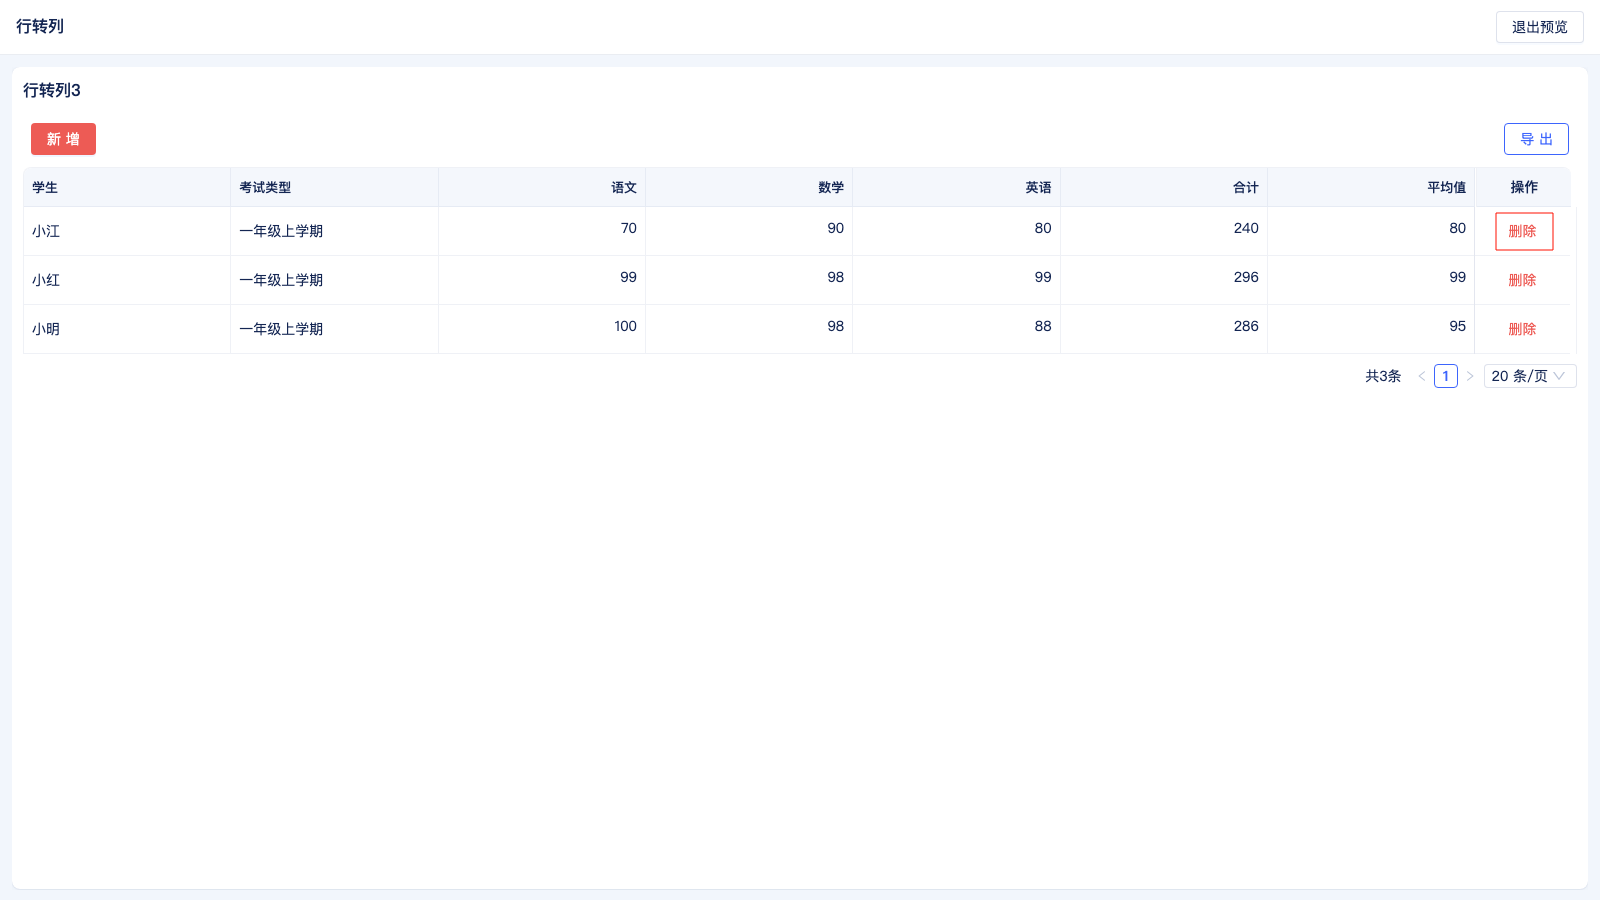 行转列
退出预览
行转列3
新 增
导 出
学生 考试类型 语文 数学 英语 合计 平均值 操作
小江 一年级上学期 70 90 80 240 80 删除
小红 一年级上学期 99 98 99 296 99 删除
小明 一年级上学期 100 98 88 286 95 删除
共3条 < 1 > 20 条/页